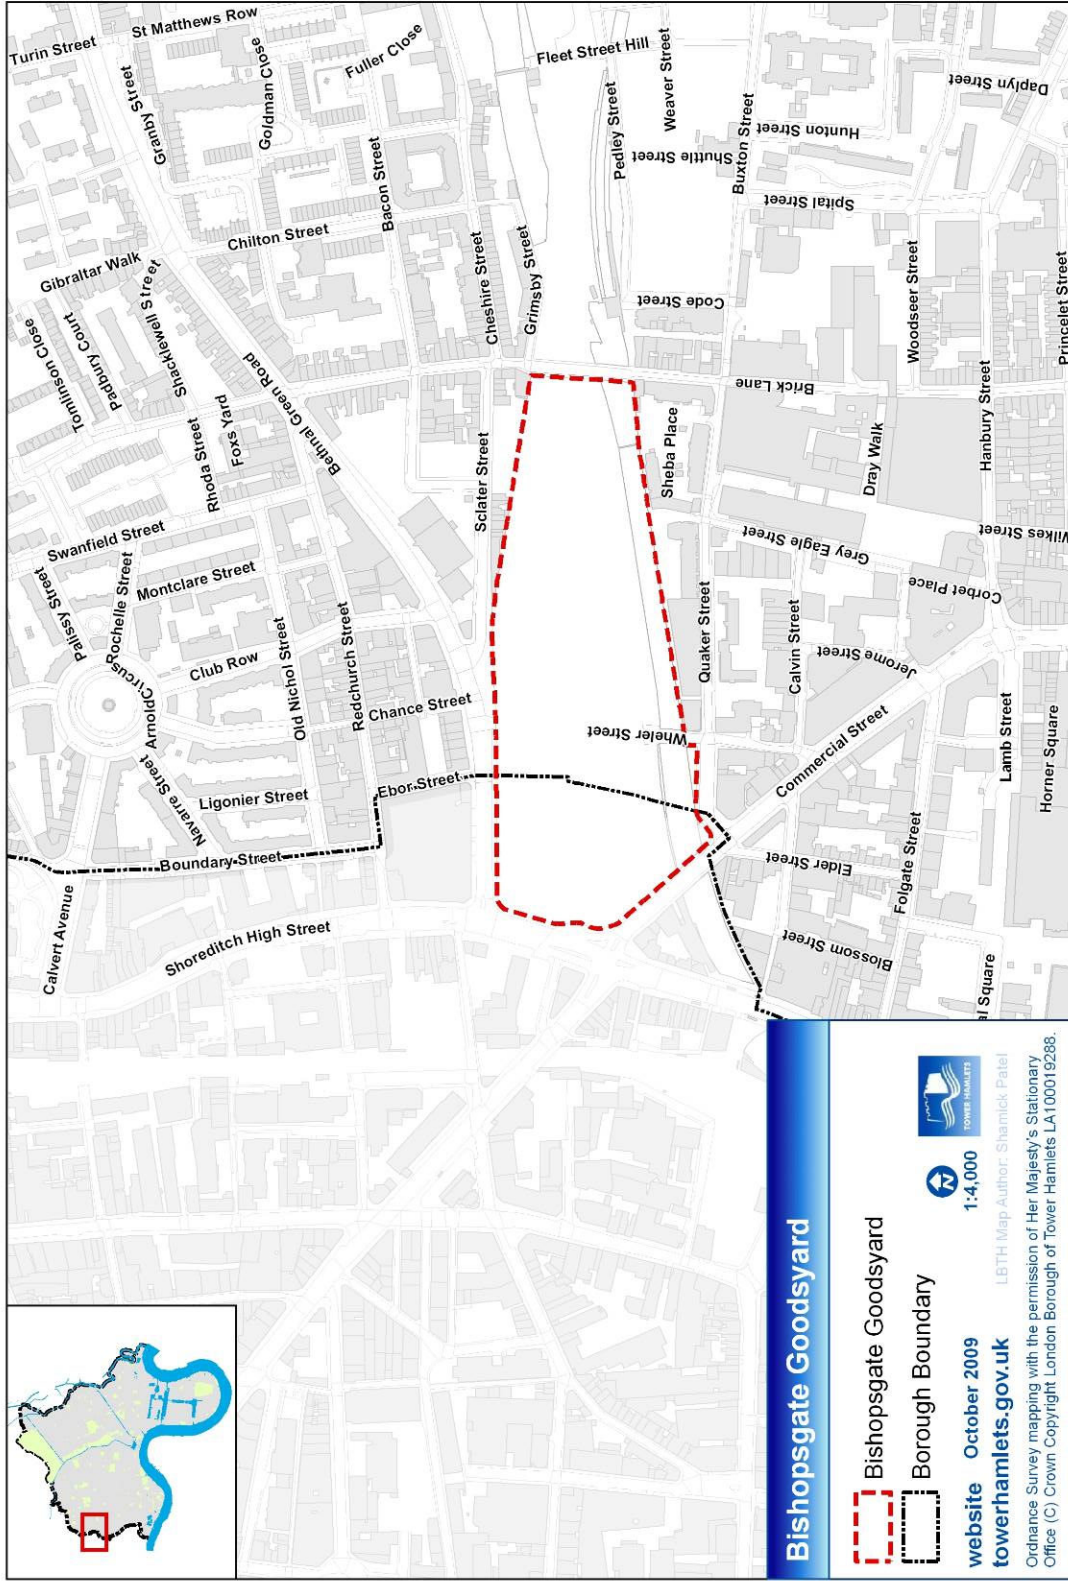 Turin Street
St Matthews Row
Granby Street
Goldman Close
Fuller Close
Gibraltar Walk
Chilton Street
Bacon Street
Tomlinson Close
Padbury Court
Shacklewell Street
Rhoda Street
Foxs Yard
Bethnal Green Road
Cheshire Street
Grimsby Street
Fleet Street Hill
Pedley Street
Weaver Street
Shuttle Street
Buxton Street
Hunton Street
Daplyn Street
Spital Street
Code Street
Woodseer Street
Princelet Street
Hanbury Street
Brick Lane
Dray Walk
Sheba Place
Sclater Street
Swanfield Street
Palissy Street
Rochelle Street
Montclare Street
Arnold Circus
Club Row
Old Nichol Street
Redchurch Street
Chance Street
Navarre Street
Ligonier Street
Ebor Street
Boundary Street
Calvert Avenue
Shoreditch High Street
Wheler Street
Quaker Street
Grey Eagle Street
Wilkes Street
Corbet Place
Calvin Street
Jerome Street
Commercial Street
Lamb Street
Horner Square
Elder Street
Folgate Street
Blossom Street
al Square
Bishopsgate Goodsyard
Bishopsgate Goodsyard
Borough Boundary
N
1:4,000
TOWER HAMLETS
website October 2009
towerhamlets.gov.uk
LBTH Map Author: Shamick Patel
Ordnance Survey mapping with the permission of Her Majesty's Stationary
Office (C) Crown Copyright London Borough of Tower Hamlets LA100019288.